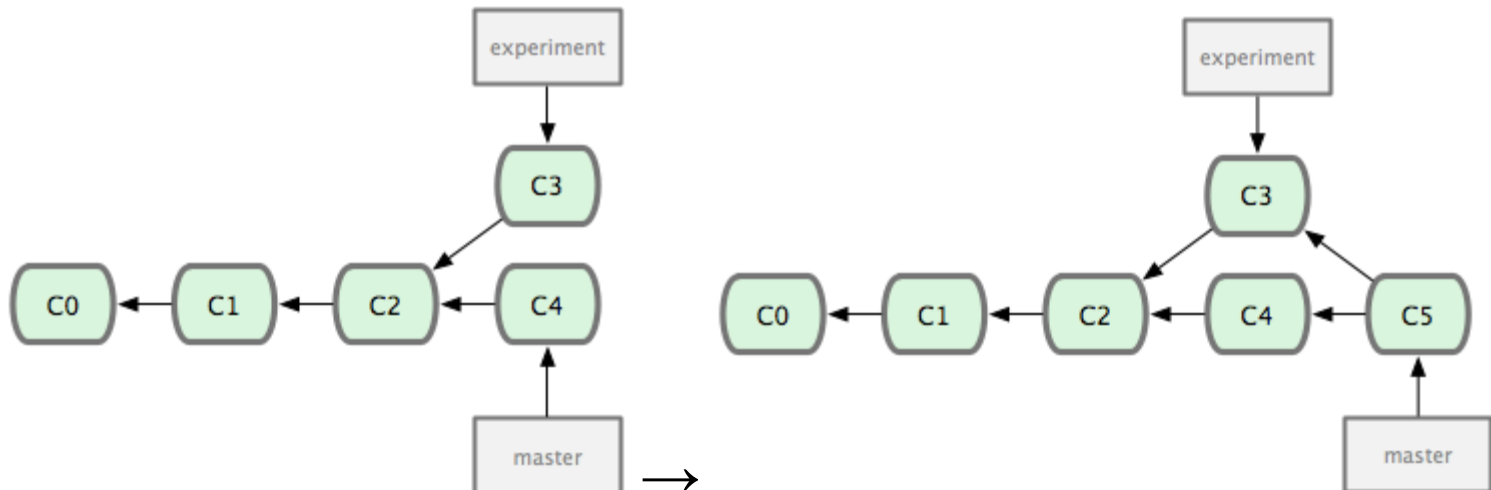 experiment
experiment
C3
C3
C0 C1 C2 C4
C0 C1 C2 C4 C5
master
→
master